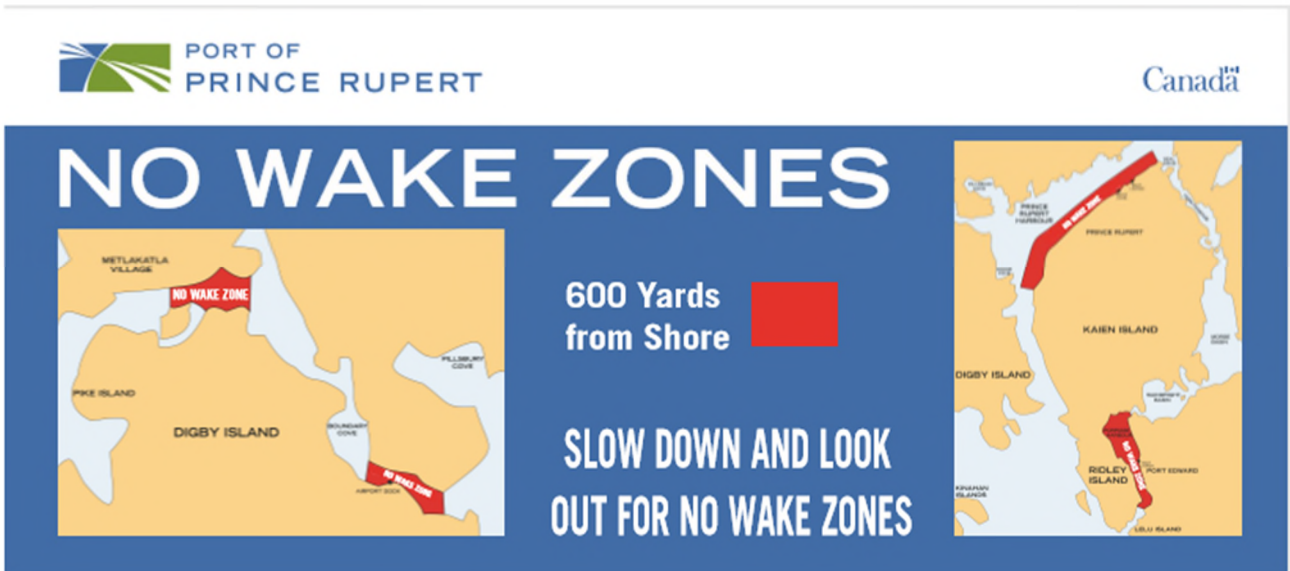 PORT OF
PRINCE RUPERT
Canada
NO WAKE ZONES
METLAKATLA
VILLAGE
NO WAKE ZONE
PILLSBURY
COVE
PIKE ISLAND
DIGBY ISLAND
BOUNDARY
COVE
NO WAKE ZONE
AIRPORT DOCK
600 Yards
from Shore
SLOW DOWN AND LOOK
OUT FOR NO WAKE ZONES
PRINCE
RUPERT
HARBOUR
NO WAKE ZONE
PRINCE RUPERT
KAIEN ISLAND
DIGBY ISLAND
NO WAKE ZONE
RIDLEY
ISLAND
PORT EDWARD
KINAHAN
ISLANDS
LELU ISLAND